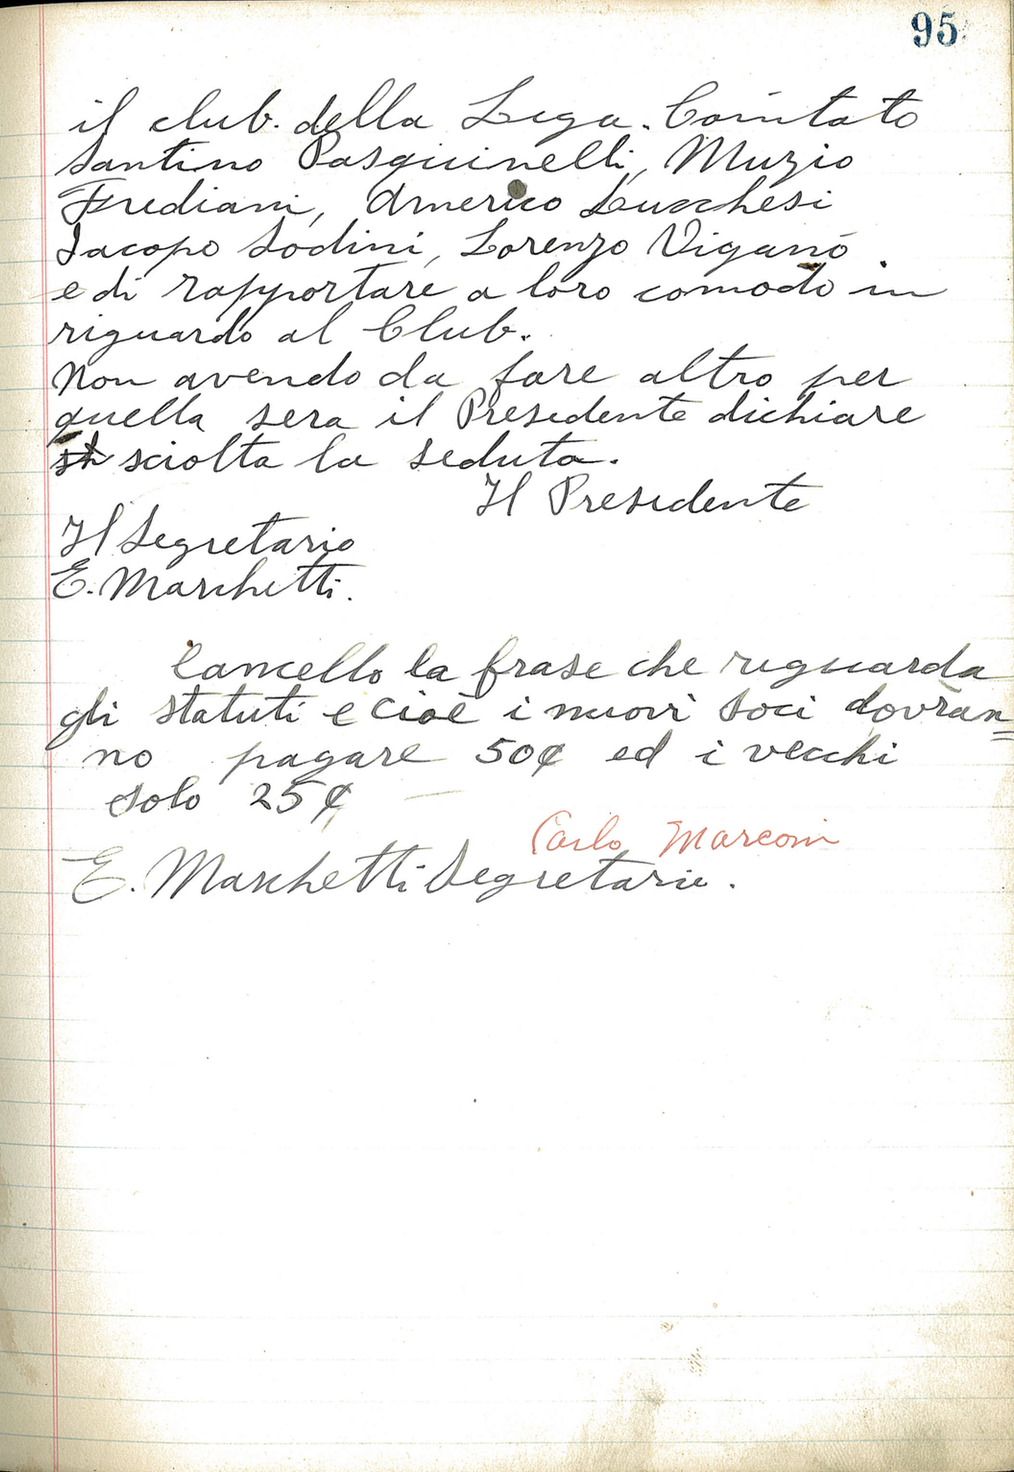 95
il club. della Lega. Comitato
Santino Pasquinelli, Muzio
Frediani, Americo Lucchesi
Jacopo Sodini, Lorenzo Viganó
e di rapportare a loro comodo in
riguardo al Club.
Non avendo da fare altro per
quella sera il Presidente dichiare
sciolta la seduta.
Il Presidente
Il Segretario
E. Marchetti.
Cancello la frase che riguarda
gli statuti e cioè i nuovi soci dovran=
no pagare 50¢ ed i vecchi
solo 25¢
Carlo Marconi
E. Marchetti Segretario.